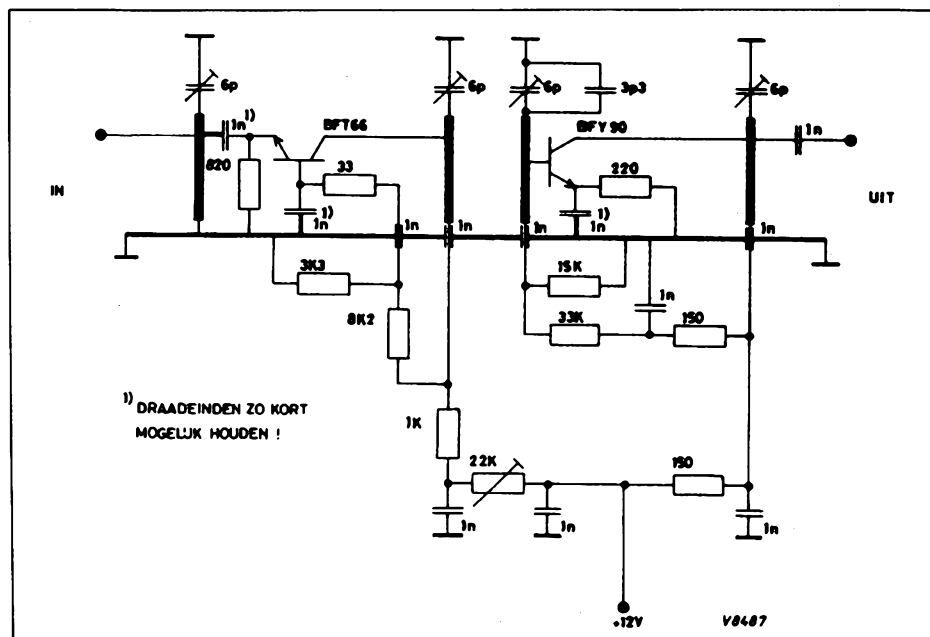 6p
6p
6p
3p3
6p
1n 1)
BFT66
BFY 90
1n
820
33
220
IN
UIT
1)
1n
1n
1n
1n
1)
1n
1n
3K3
15K
1n
8K2
33K
150
1) DRAADEINDEN ZO KORT
MOGELIJK HOUDEN !
1K
22K
150
1n
1n
1n
+12V
V8487